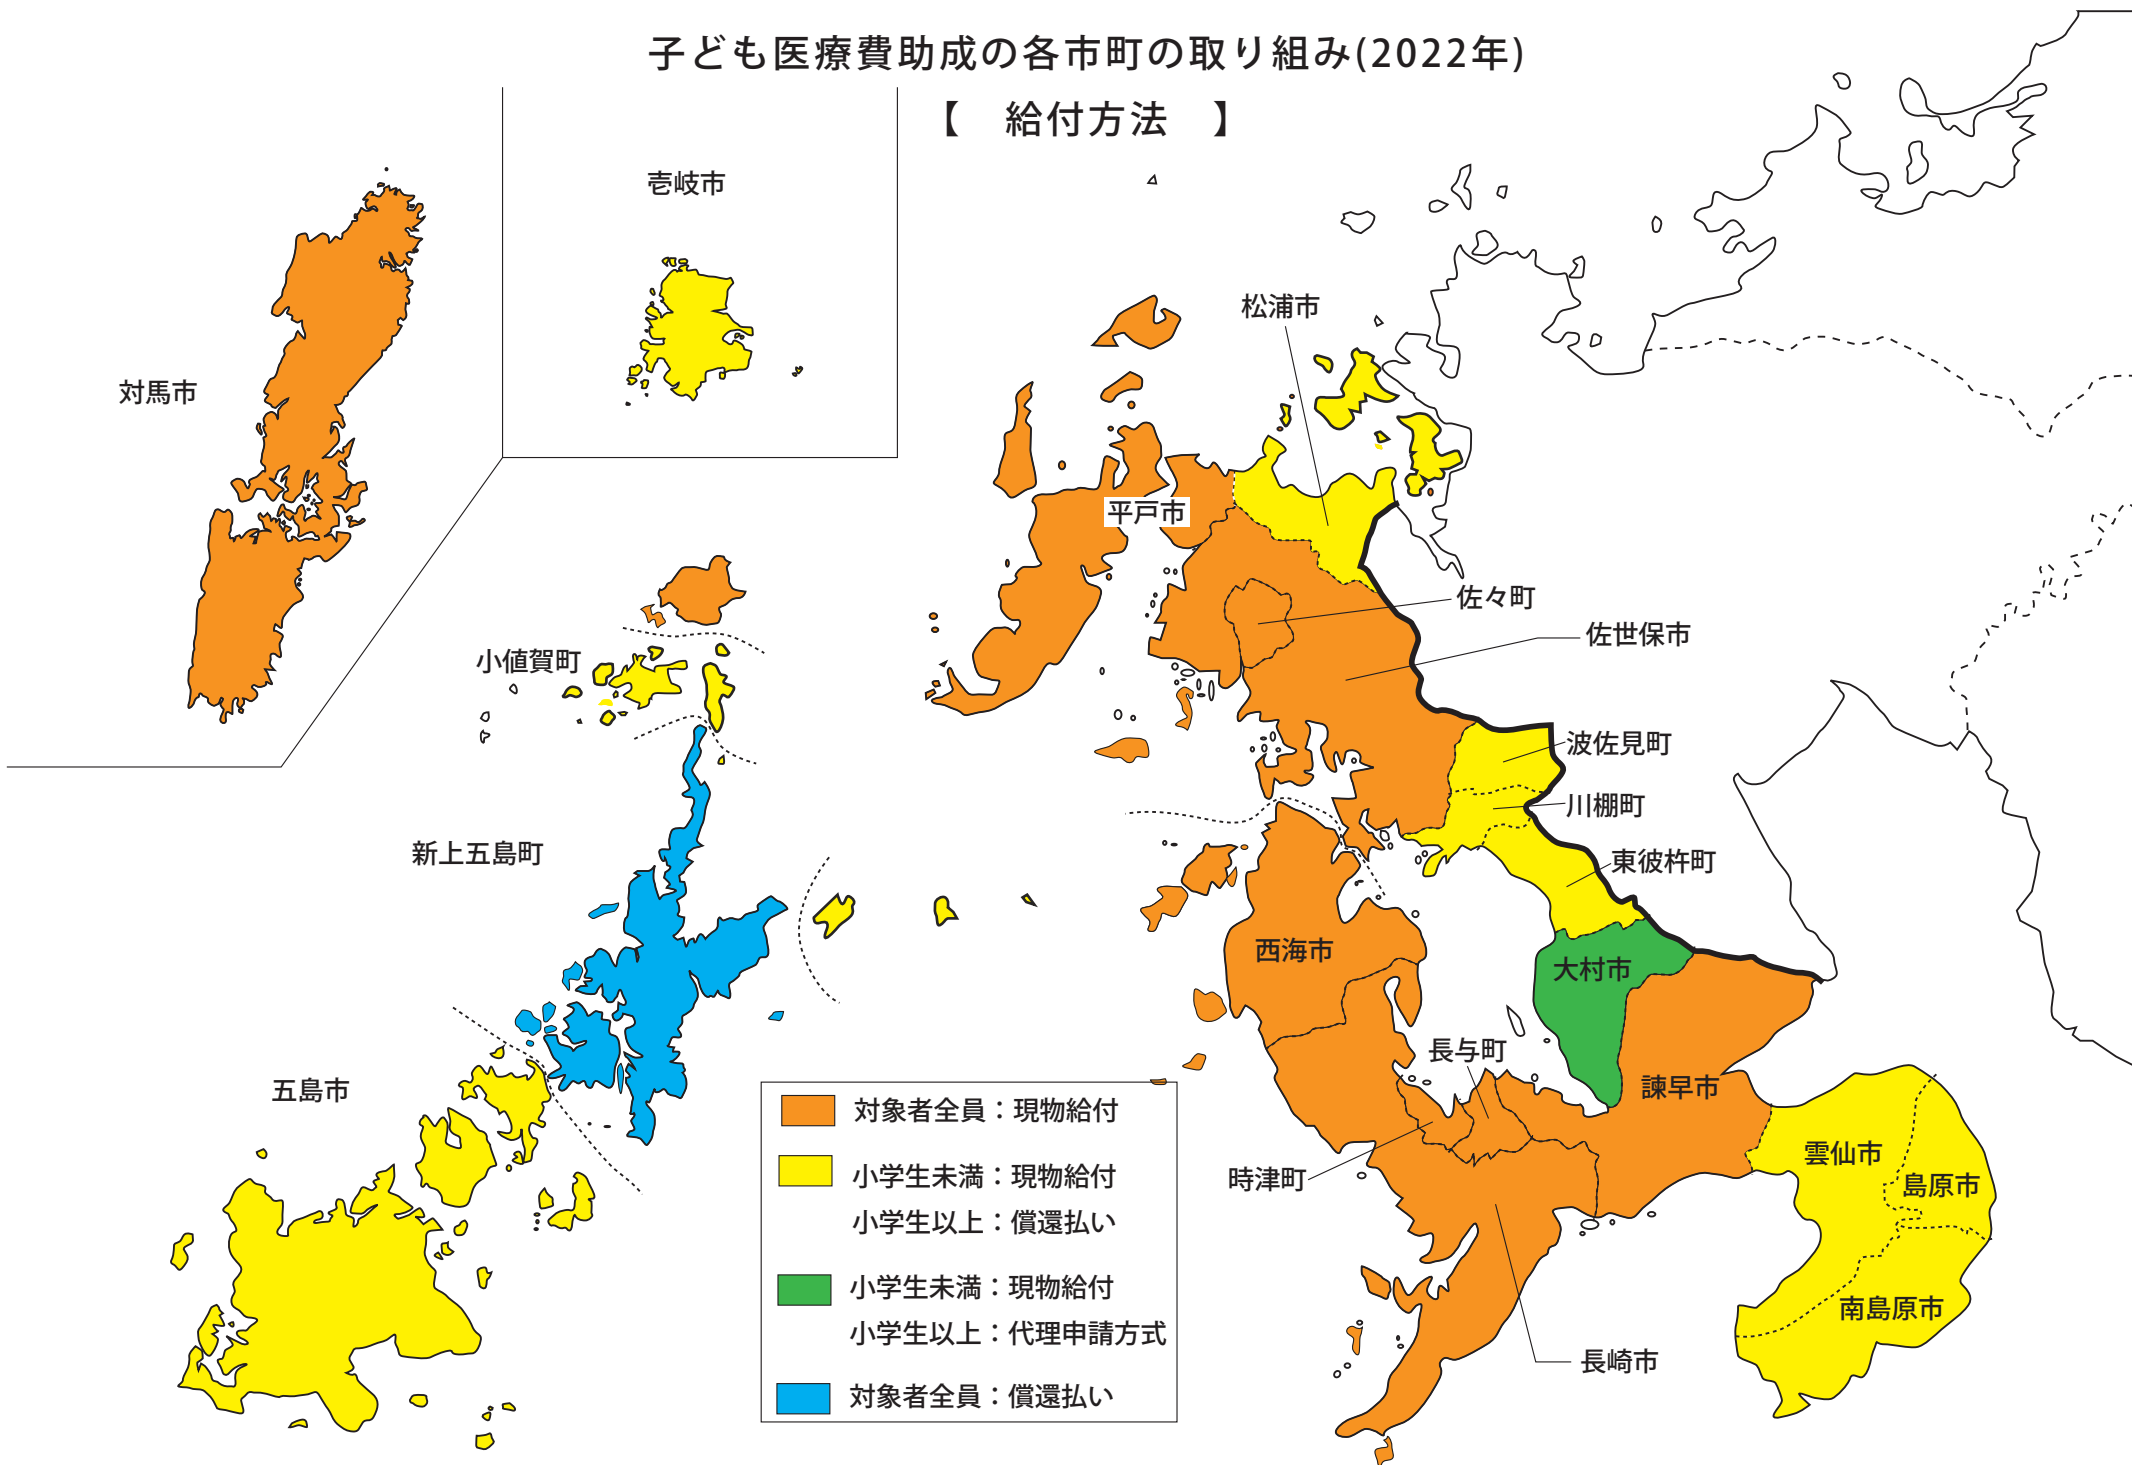 子ども医療費助成の各市町の取り組み(2022年)
【　給付方法　】
壱岐市
対馬市
松浦市
平戸市
佐々町
佐世保市
小値賀町
波佐見町
川棚町
新上五島町
東彼杵町
西海市
大村市
長与町
諫早市
五島市
時津町
雲仙市
島原市
南島原市
長崎市
対象者全員：現物給付
小学生未満：現物給付
小学生以上：償還払い
小学生未満：現物給付
小学生以上：代理申請方式
対象者全員：償還払い